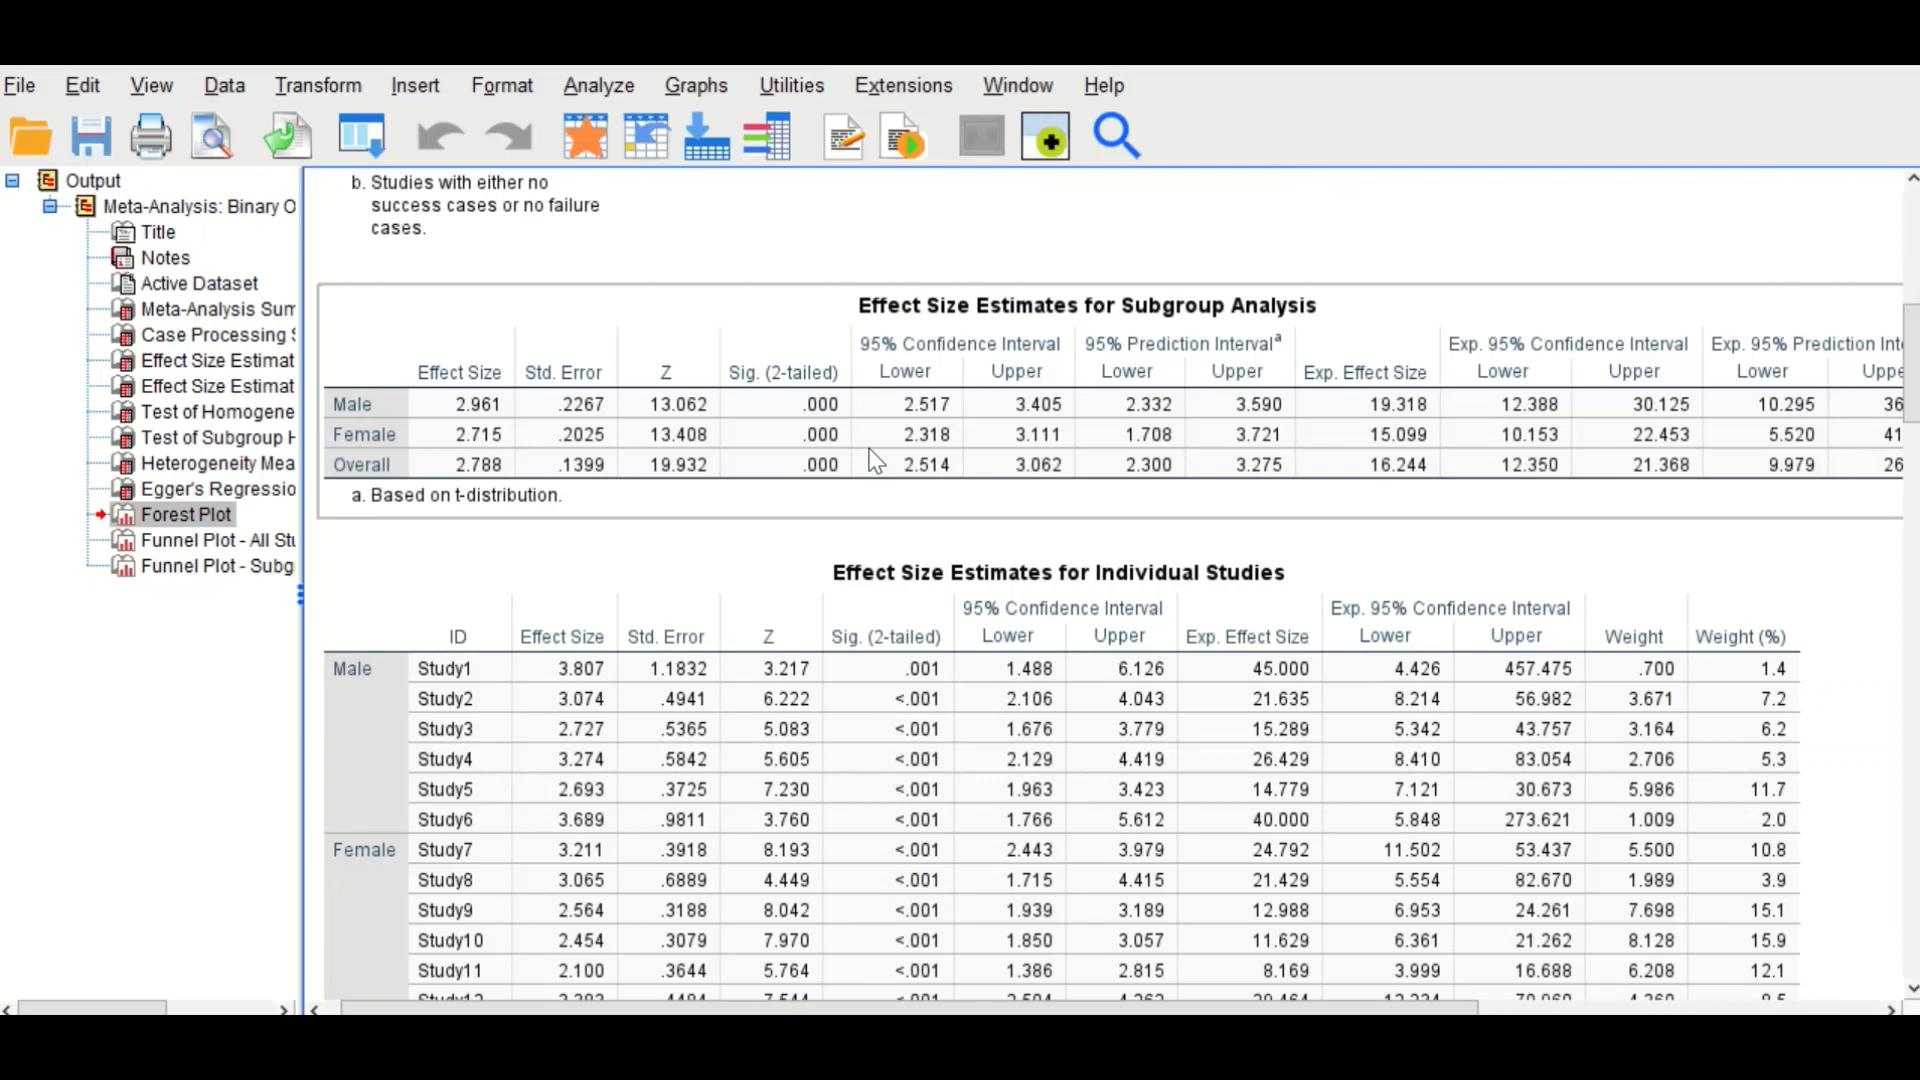 File Edit View Data Transform Insert Format Analyze Graphs Utilities Extensions Window Help
Output
Meta-Analysis: Binary O
Title
Notes
Active Dataset
Meta-Analysis Sum
Case Processing S
Effect Size Estimat
Effect Size Estimat
Test of Homogene
Test of Subgroup H
Heterogeneity Mea
Egger's Regressio
Forest Plot
Funnel Plot - All Stu
Funnel Plot - Subg
b. Studies with either no
success cases or no failure
cases.
Effect Size Estimates for Subgroup Analysis
95% Confidence Interval 95% Prediction Interval a Exp. 95% Confidence Interval Exp. 95% Prediction Inte
Effect Size Std. Error Z Sig. (2-tailed) Lower Upper Lower Upper Exp. Effect Size Lower Upper Lower Uppe
Male 2.961 .2267 13.062 .000 2.517 3.405 2.332 3.590 19.318 12.388 30.125 10.295 36
Female 2.715 .2025 13.408 .000 2.318 3.111 1.708 3.721 15.099 10.153 22.453 5.520 41
Overall 2.788 .1399 19.932 .000 2.514 3.062 2.300 3.275 16.244 12.350 21.368 9.979 26
a. Based on t-distribution.
Effect Size Estimates for Individual Studies
95% Confidence Interval Exp. 95% Confidence Interval
ID Effect Size Std. Error Z Sig. (2-tailed) Lower Upper Exp. Effect Size Lower Upper Weight Weight (%)
Male Study1 3.807 1.1832 3.217 .001 1.488 6.126 45.000 4.426 457.475 .700 1.4
Study2 3.074 .4941 6.222 <.001 2.106 4.043 21.635 8.214 56.982 3.671 7.2
Study3 2.727 .5365 5.083 <.001 1.676 3.779 15.289 5.342 43.757 3.164 6.2
Study4 3.274 .5842 5.605 <.001 2.129 4.419 26.429 8.410 83.054 2.706 5.3
Study5 2.693 .3725 7.230 <.001 1.963 3.423 14.779 7.121 30.673 5.986 11.7
Study6 3.689 .9811 3.760 <.001 1.766 5.612 40.000 5.848 273.621 1.009 2.0
Female Study7 3.211 .3918 8.193 <.001 2.443 3.979 24.792 11.502 53.437 5.500 10.8
Study8 3.065 .6889 4.449 <.001 1.715 4.415 21.429 5.554 82.670 1.989 3.9
Study9 2.564 .3188 8.042 <.001 1.939 3.189 12.988 6.953 24.261 7.698 15.1
Study10 2.454 .3079 7.970 <.001 1.850 3.057 11.629 6.361 21.262 8.128 15.9
Study11 2.100 .3644 5.764 <.001 1.386 2.815 8.169 3.999 16.688 6.208 12.1